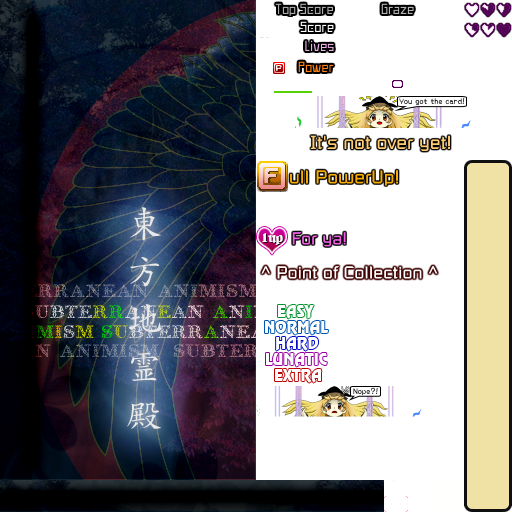 Top Score
Graze
Score
Lives
F Power
You got the card!
It's not over yet!
Full PowerUp!
1up For ya!
^ Point of Collection ^
東方地霊殿
RRANEAN ANIMISM
UBTERRANEAN ANI
MISM SUBTERRANEA
N ANIMISM SUBTERR
EASY
NORMAL
HARD
LUNATIC
EXTRA
Nope?!